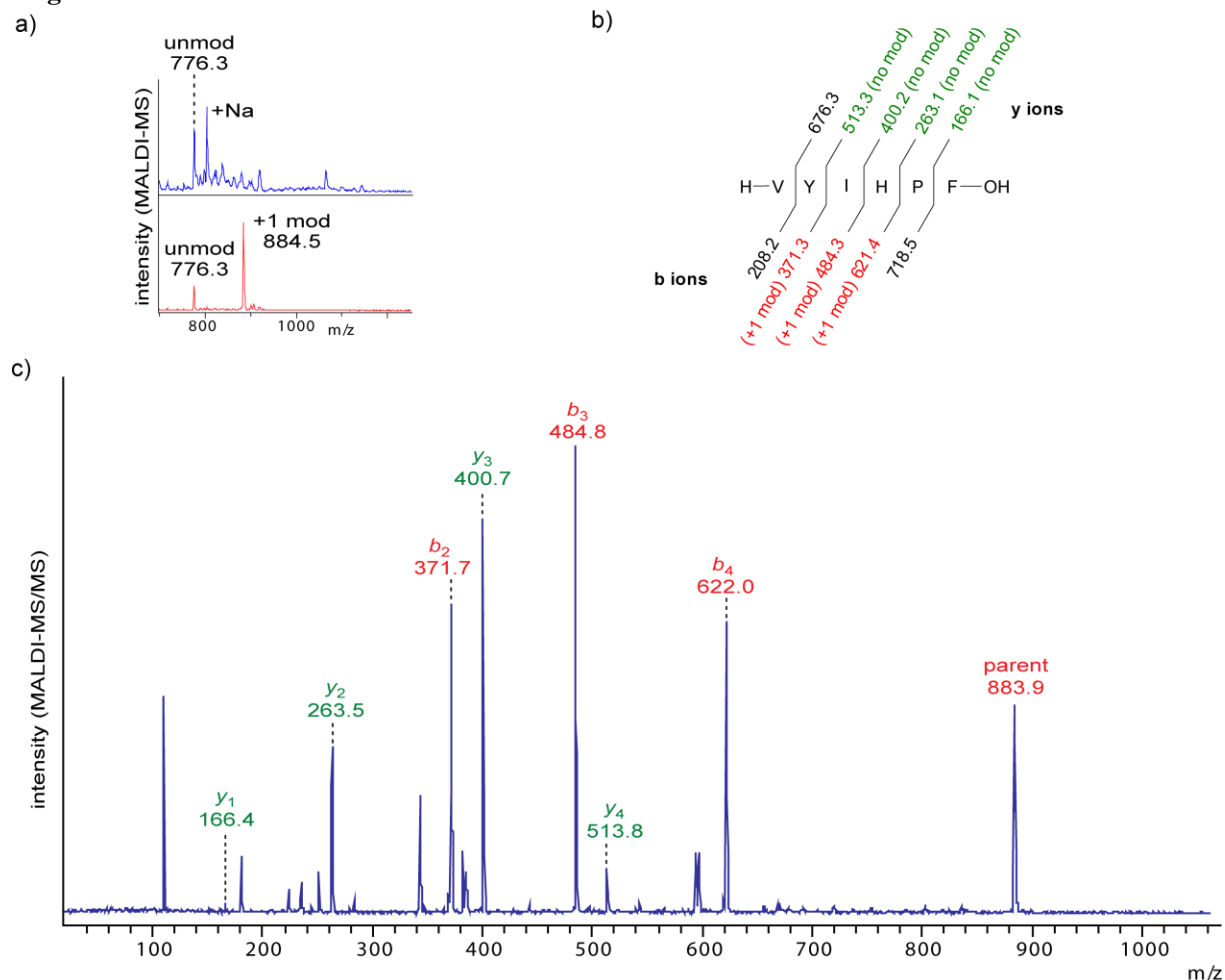 a)
unmod
776.3
+Na
+1 mod
884.5
unmod
776.3
intensity (MALDI-MS)
800
1000
m/z
b)
676.3
513.3 (no mod)
400.2 (no mod)
263.1 (no mod)
166.1 (no mod)
y ions
H V Y I H P F OH
208.2
(+1 mod) 371.3
(+1 mod) 484.3
(+1 mod) 621.4
718.5
b ions
c)
intensity (MALDI-MS/MS)
y1
166.4
y2
263.5
b2
371.7
y3
400.7
b3
484.8
y4
513.8
b4
622.0
parent
883.9
100 200 300 400 500 600 700 800 900 1000
m/z